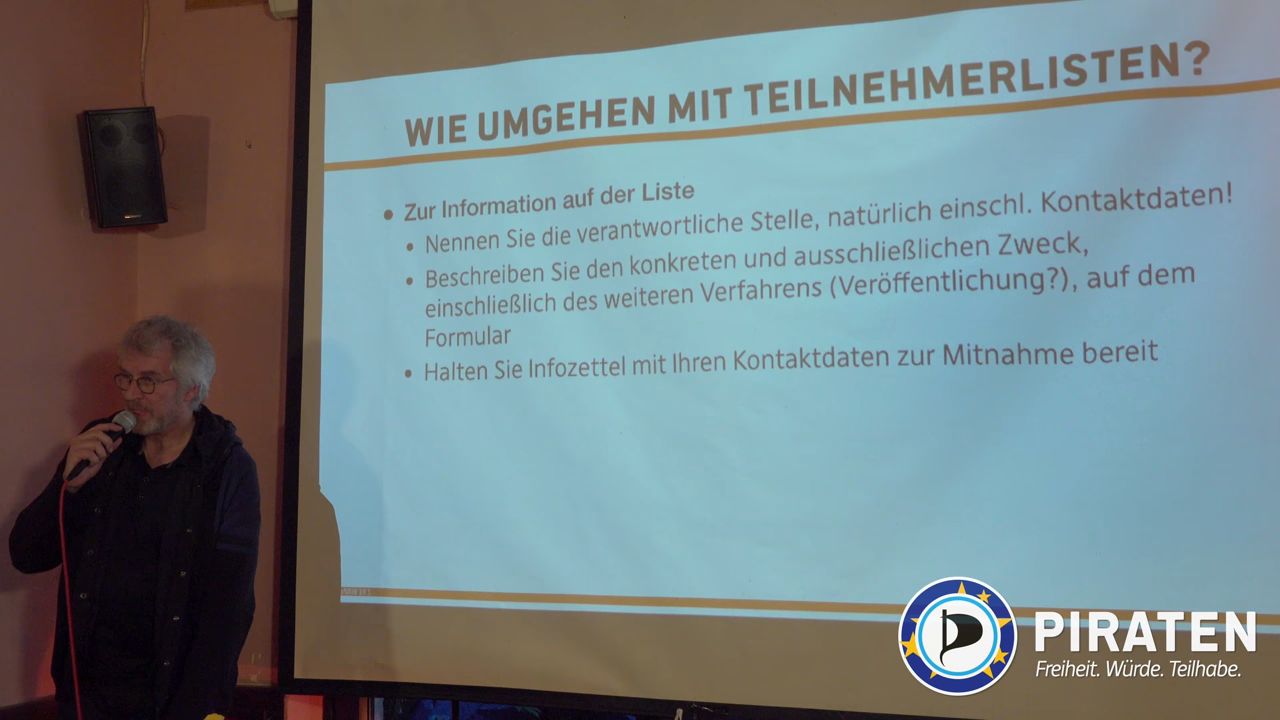 WIE UMGEHEN MIT TEILNEHMERLISTEN?
• Zur Information auf der Liste
• Nennen Sie die verantwortliche Stelle, natürlich einschl. Kontaktdaten!
• Beschreiben Sie den konkreten und ausschließlichen Zweck,
einschließlich des weiteren Verfahrens (Veröffentlichung?), auf dem
Formular
• Halten Sie Infozettel mit Ihren Kontaktdaten zur Mitnahme bereit
PIRATEN
Freiheit. Würde. Teilhabe.